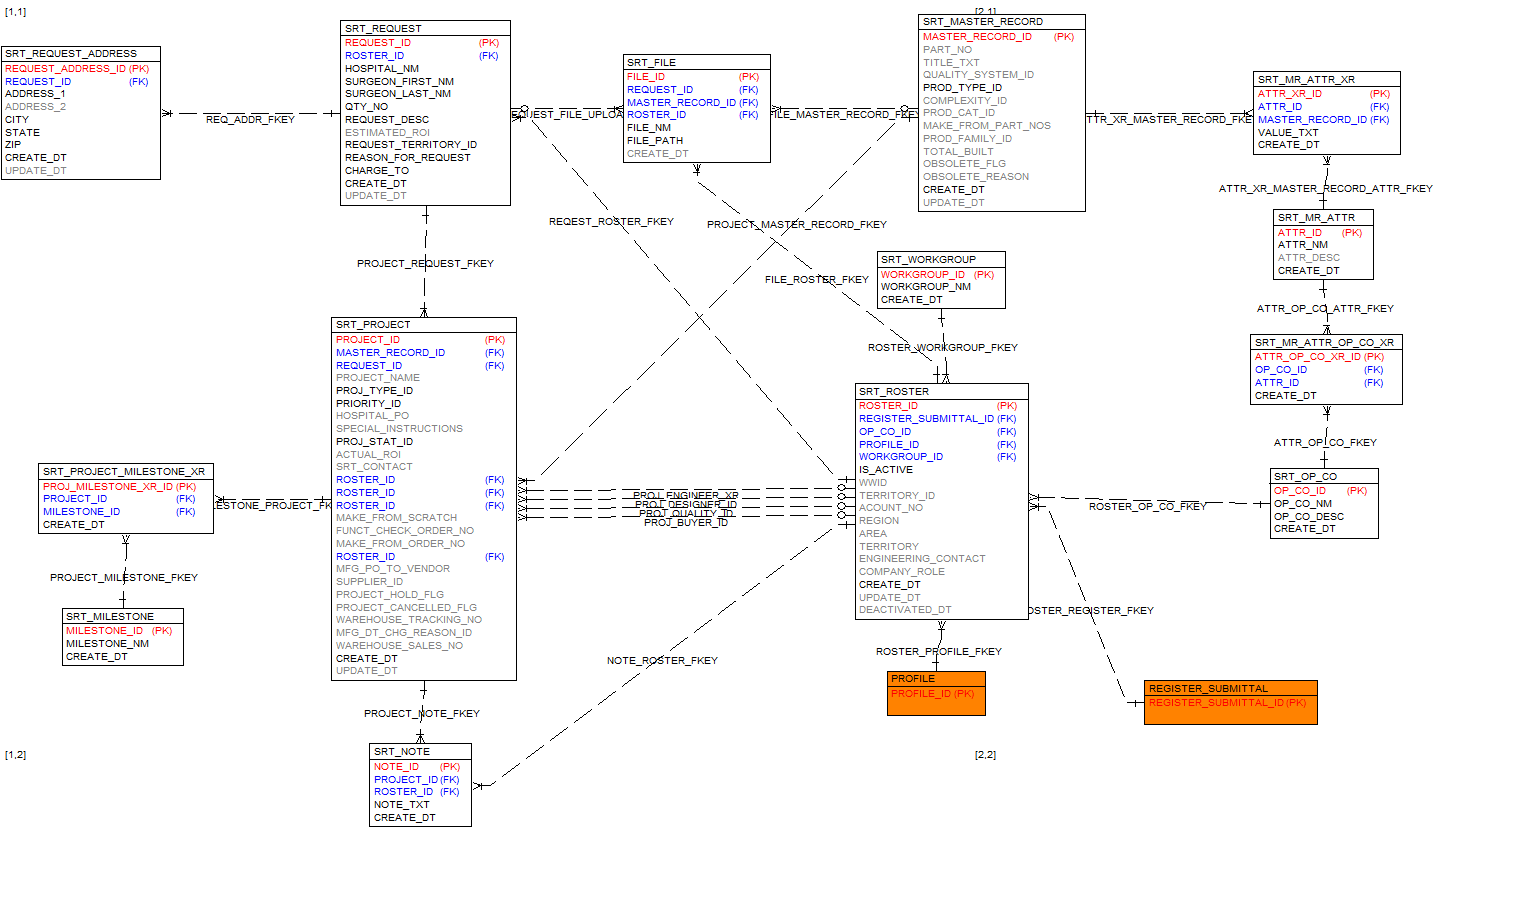 [1,1]
[2,1]
SRT_REQUEST_ADDRESS
REQUEST_ADDRESS_ID (PK)
REQUEST_ID (FK)
ADDRESS_1
ADDRESS_2
CITY
STATE
ZIP
CREATE_DT
UPDATE_DT
REQ_ADDR_FKEY
SRT_REQUEST
REQUEST_ID (PK)
ROSTER_ID (FK)
HOSPITAL_NM
SURGEON_FIRST_NM
SURGEON_LAST_NM
QTY_NO
REQUEST_DESC
ESTIMATED_ROI
REQUEST_TERRITORY_ID
REASON_FOR_REQUEST
CHARGE_TO
CREATE_DT
UPDATE_DT
EQUEST_FILE_UPLOA
SRT_FILE
FILE_ID (PK)
REQUEST_ID (FK)
MASTER_RECORD_ID (FK)
ROSTER_ID (FK)
FILE_NM
FILE_PATH
CREATE_DT
FILE_MASTER_RECORD_FKEY
SRT_MASTER_RECORD
MASTER_RECORD_ID (PK)
PART_NO
TITLE_TXT
QUALITY_SYSTEM_ID
PROD_TYPE_ID
COMPLEXITY_ID
PROD_CAT_ID
MAKE_FROM_PART_NOS
PROD_FAMILY_ID
TOTAL_BUILT
OBSOLETE_FLG
OBSOLETE_REASON
CREATE_DT
UPDATE_DT
TTR_XR_MASTER_RECORD_FKE
SRT_MR_ATTR_XR
ATTR_XR_ID (PK)
ATTR_ID (FK)
MASTER_RECORD_ID (FK)
VALUE_TXT
CREATE_DT
ATTR_XR_MASTER_RECORD_ATTR_FKEY
SRT_MR_ATTR
ATTR_ID (PK)
ATTR_NM
ATTR_DESC
CREATE_DT
ATTR_OP_CO_ATTR_FKEY
SRT_MR_ATTR_OP_CO_XR
ATTR_OP_CO_XR_ID (PK)
OP_CO_ID (FK)
ATTR_ID (FK)
CREATE_DT
ATTR_OP_CO_FKEY
SRT_OP_CO
OP_CO_ID (PK)
OP_CO_NM
OP_CO_DESC
CREATE_DT
ROSTER_OP_CO_FKEY
REQEST_ROSTER_FKEY
PROJECT_MASTER_RECORD_FKEY
FILE_ROSTER_FKEY
PROJECT_REQUEST_FKEY
SRT_WORKGROUP
WORKGROUP_ID (PK)
WORKGROUP_NM
CREATE_DT
ROSTER_WORKGROUP_FKEY
SRT_PROJECT
PROJECT_ID (PK)
MASTER_RECORD_ID (FK)
REQUEST_ID (FK)
PROJECT_NAME
PROJ_TYPE_ID
PRIORITY_ID
HOSPITAL_PO
SPECIAL_INSTRUCTIONS
PROJ_STAT_ID
ACTUAL_ROI
SRT_CONTACT
ROSTER_ID (FK)
ROSTER_ID (FK)
ROSTER_ID (FK)
MAKE_FROM_SCRATCH
FUNCT_CHECK_ORDER_NO
MAKE_FROM_ORDER_NO
ROSTER_ID (FK)
MFG_PO_TO_VENDOR
SUPPLIER_ID
PROJECT_HOLD_FLG
PROJECT_CANCELLED_FLG
WAREHOUSE_TRACKING_NO
MFG_DT_CHG_REASON_ID
WAREHOUSE_SALES_NO
CREATE_DT
UPDATE_DT
SRT_ROSTER
ROSTER_ID (PK)
REGISTER_SUBMITTAL_ID (FK)
OP_CO_ID (FK)
PROFILE_ID (FK)
WORKGROUP_ID (FK)
IS_ACTIVE
WWID
TERRITORY_ID
ACOUNT_NO
REGION
AREA
TERRITORY
ENGINEERING_CONTACT
COMPANY_ROLE
CREATE_DT
UPDATE_DT
DEACTIVATED_DT
PROJ_ENGINEER_XR
PROJ_DESIGNER_ID
PROJ_QUALITY_ID
PROJ_BUYER_ID
SRT_PROJECT_MILESTONE_XR
PROJ_MILESTONE_XR_ID (PK)
PROJECT_ID (FK)
MILESTONE_ID (FK)
CREATE_DT
LESTONE_PROJECT_FK
PROJECT_MILESTONE_FKEY
SRT_MILESTONE
MILESTONE_ID (PK)
MILESTONE_NM
CREATE_DT
OSTER_REGISTER_FKEY
NOTE_ROSTER_FKEY
ROSTER_PROFILE_FKEY
PROFILE
PROFILE_ID (PK)
REGISTER_SUBMITTAL
REGISTER_SUBMITTAL_ID (PK)
PROJECT_NOTE_FKEY
SRT_NOTE
NOTE_ID (PK)
PROJECT_ID (FK)
ROSTER_ID (FK)
NOTE_TXT
CREATE_DT
[1,2]
[2,2]